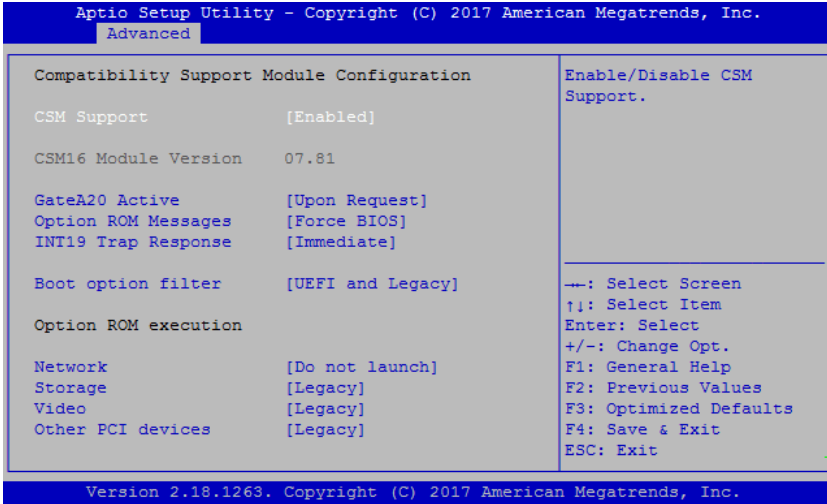 Aptio Setup Utility - Copyright (C) 2017 American Megatrends, Inc.
Advanced
Compatibility Support Module Configuration
CSM Support [Enabled]
CSM16 Module Version 07.81
GateA20 Active [Upon Request]
Option ROM Messages [Force BIOS]
INT19 Trap Response [Immediate]
Boot option filter [UEFI and Legacy]
Option ROM execution
Network [Do not launch]
Storage [Legacy]
Video [Legacy]
Other PCI devices [Legacy]
Enable/Disable CSM
Support.
→←: Select Screen
↑↓: Select Item
Enter: Select
+/-: Change Opt.
F1: General Help
F2: Previous Values
F3: Optimized Defaults
F4: Save & Exit
ESC: Exit
Version 2.18.1263. Copyright (C) 2017 American Megatrends, Inc.